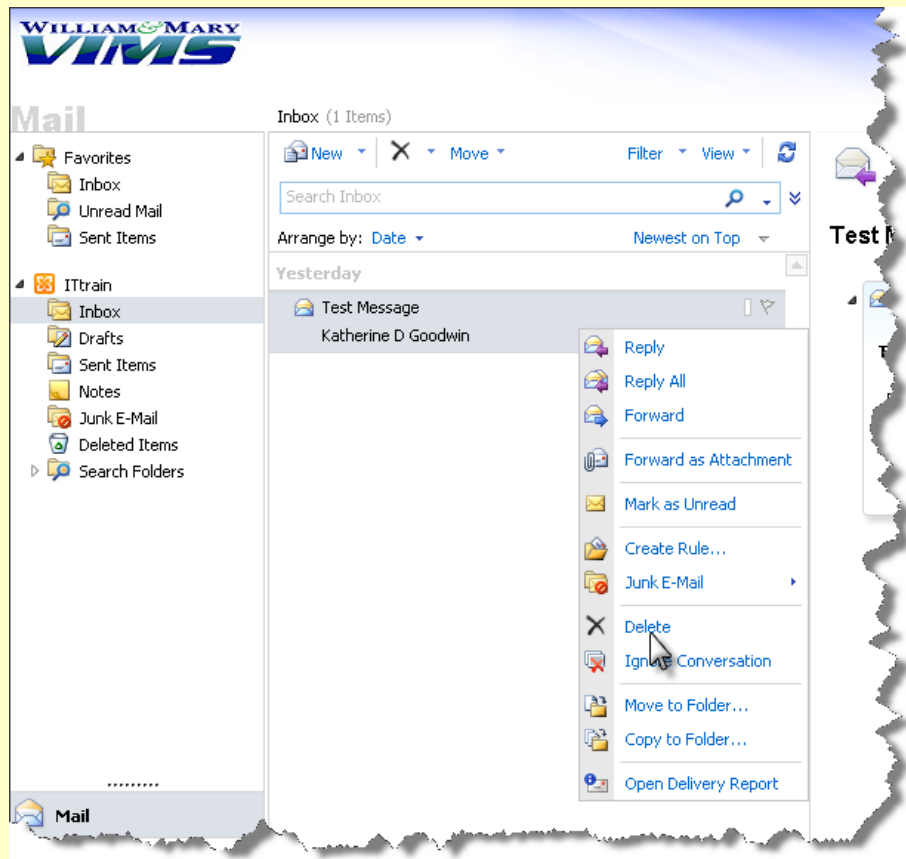 WILLIAM & MARY
VIMS
Mail
Inbox (1 Items)
Favorites
Inbox
Unread Mail
Sent Items
ITtrain
Inbox
Drafts
Sent Items
Notes
Junk E-Mail
Deleted Items
Search Folders
Mail
New
Move
Filter
View
Search Inbox
Arrange by: Date
Newest on Top
Yesterday
Test Message
Katherine D Goodwin
Reply
Reply All
Forward
Forward as Attachment
Mark as Unread
Create Rule...
Junk E-Mail
Delete
Ignore Conversation
Move to Folder...
Copy to Folder...
Open Delivery Report
Test